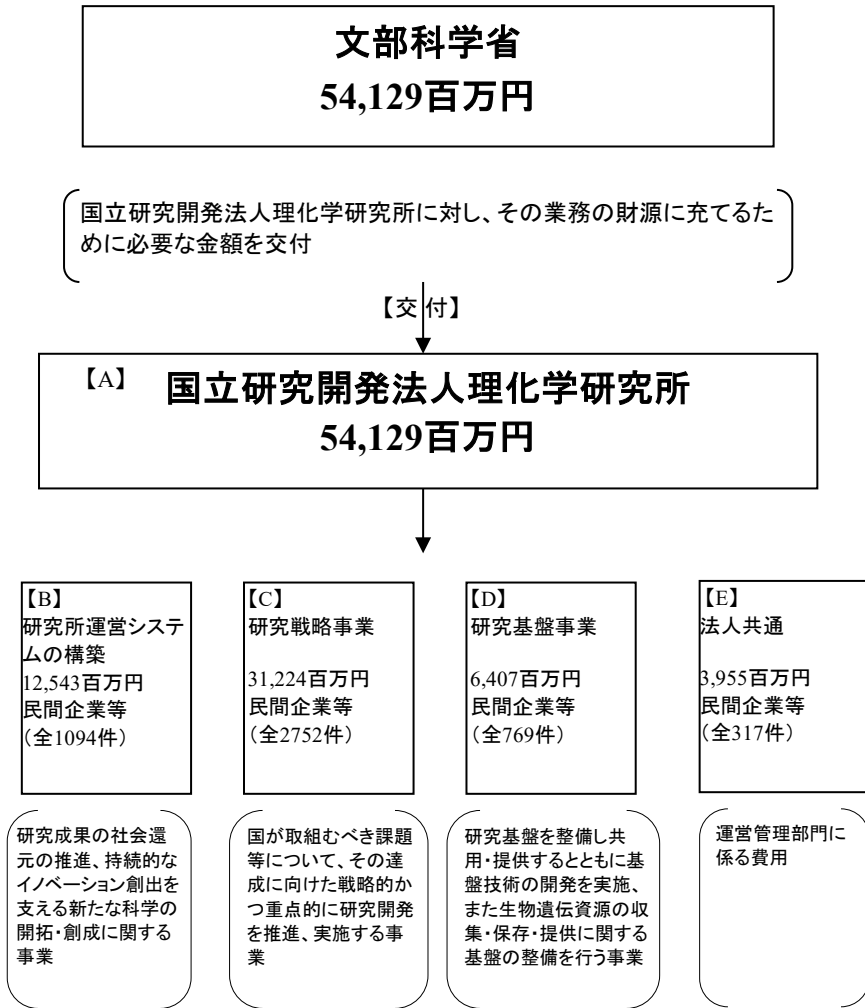 文部科学省
54,129百万円
国立研究開発法人理化学研究所に対し、その業務の財源に充てるた
めに必要な金額を交付
【交付】
【A】 国立研究開発法人理化学研究所
54,129百万円
【B】
研究所運営システ
ムの構築
12,543百万円
民間企業等
（全1094件）
【C】
研究戦略事業
31,224百万円
民間企業等
（全2752件）
【D】
研究基盤事業
6,407百万円
民間企業等
（全769件）
【E】
法人共通
3,955百万円
民間企業等
（全317件）
研究成果の社会還
元の推進、持続的な
イノベーション創出を
支える新たな科学の
開拓・創成に関する
事業
国が取組むべき課題
等について、その達
成に向けた戦略的か
つ重点的に研究開発
を推進、実施する事
業
研究基盤を整備し共
用・提供するとともに基
盤技術の開発を実施、
また生物遺伝資源の収
集・保存・提供に関する
基盤の整備を行う事業
運営管理部門に
係る費用